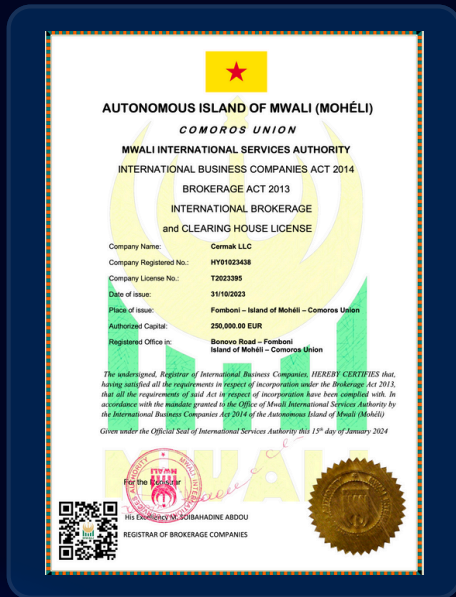 AUTONOMOUS ISLAND OF MWALI (MOHÉLI)
COMOROS UNION
MWALI INTERNATIONAL SERVICES AUTHORITY
INTERNATIONAL BUSINESS COMPANIES ACT 2014
BROKERAGE ACT 2013
INTERNATIONAL BROKERAGE
and CLEARING HOUSE LICENSE
Company Name: Cermak LLC
Company Registered No.: HY01023438
Company License No.: T2023395
Date of issue: 31/10/2023
Place of issue: Fomboni – Island of Mohéli – Comoros Union
Authorized Capital: 250,000.00 EUR
Registered Office in: Bonovo Road – Fomboni
Island of Mohéli – Comoros Union
The undersigned, Registrar of International Business Companies, HEREBY CERTIFIES that,
having satisfied all the requirements in respect of incorporation under the Brokerage Act 2013,
that all the requirements of said Act in respect of incorporation have been complied with. In
accordance with the mandate granted to the Office of Mwali International Services Authority by
the International Business Companies Act 2014 of the Autonomous Island of Mwali (Mohéli)
Given under the Official Seal of International Services Authority this 15th day of January 2024
MWALI
For the Registrar
His Excellency M. SOIBAHADINE ABDOU
REGISTRAR OF BROKERAGE COMPANIES